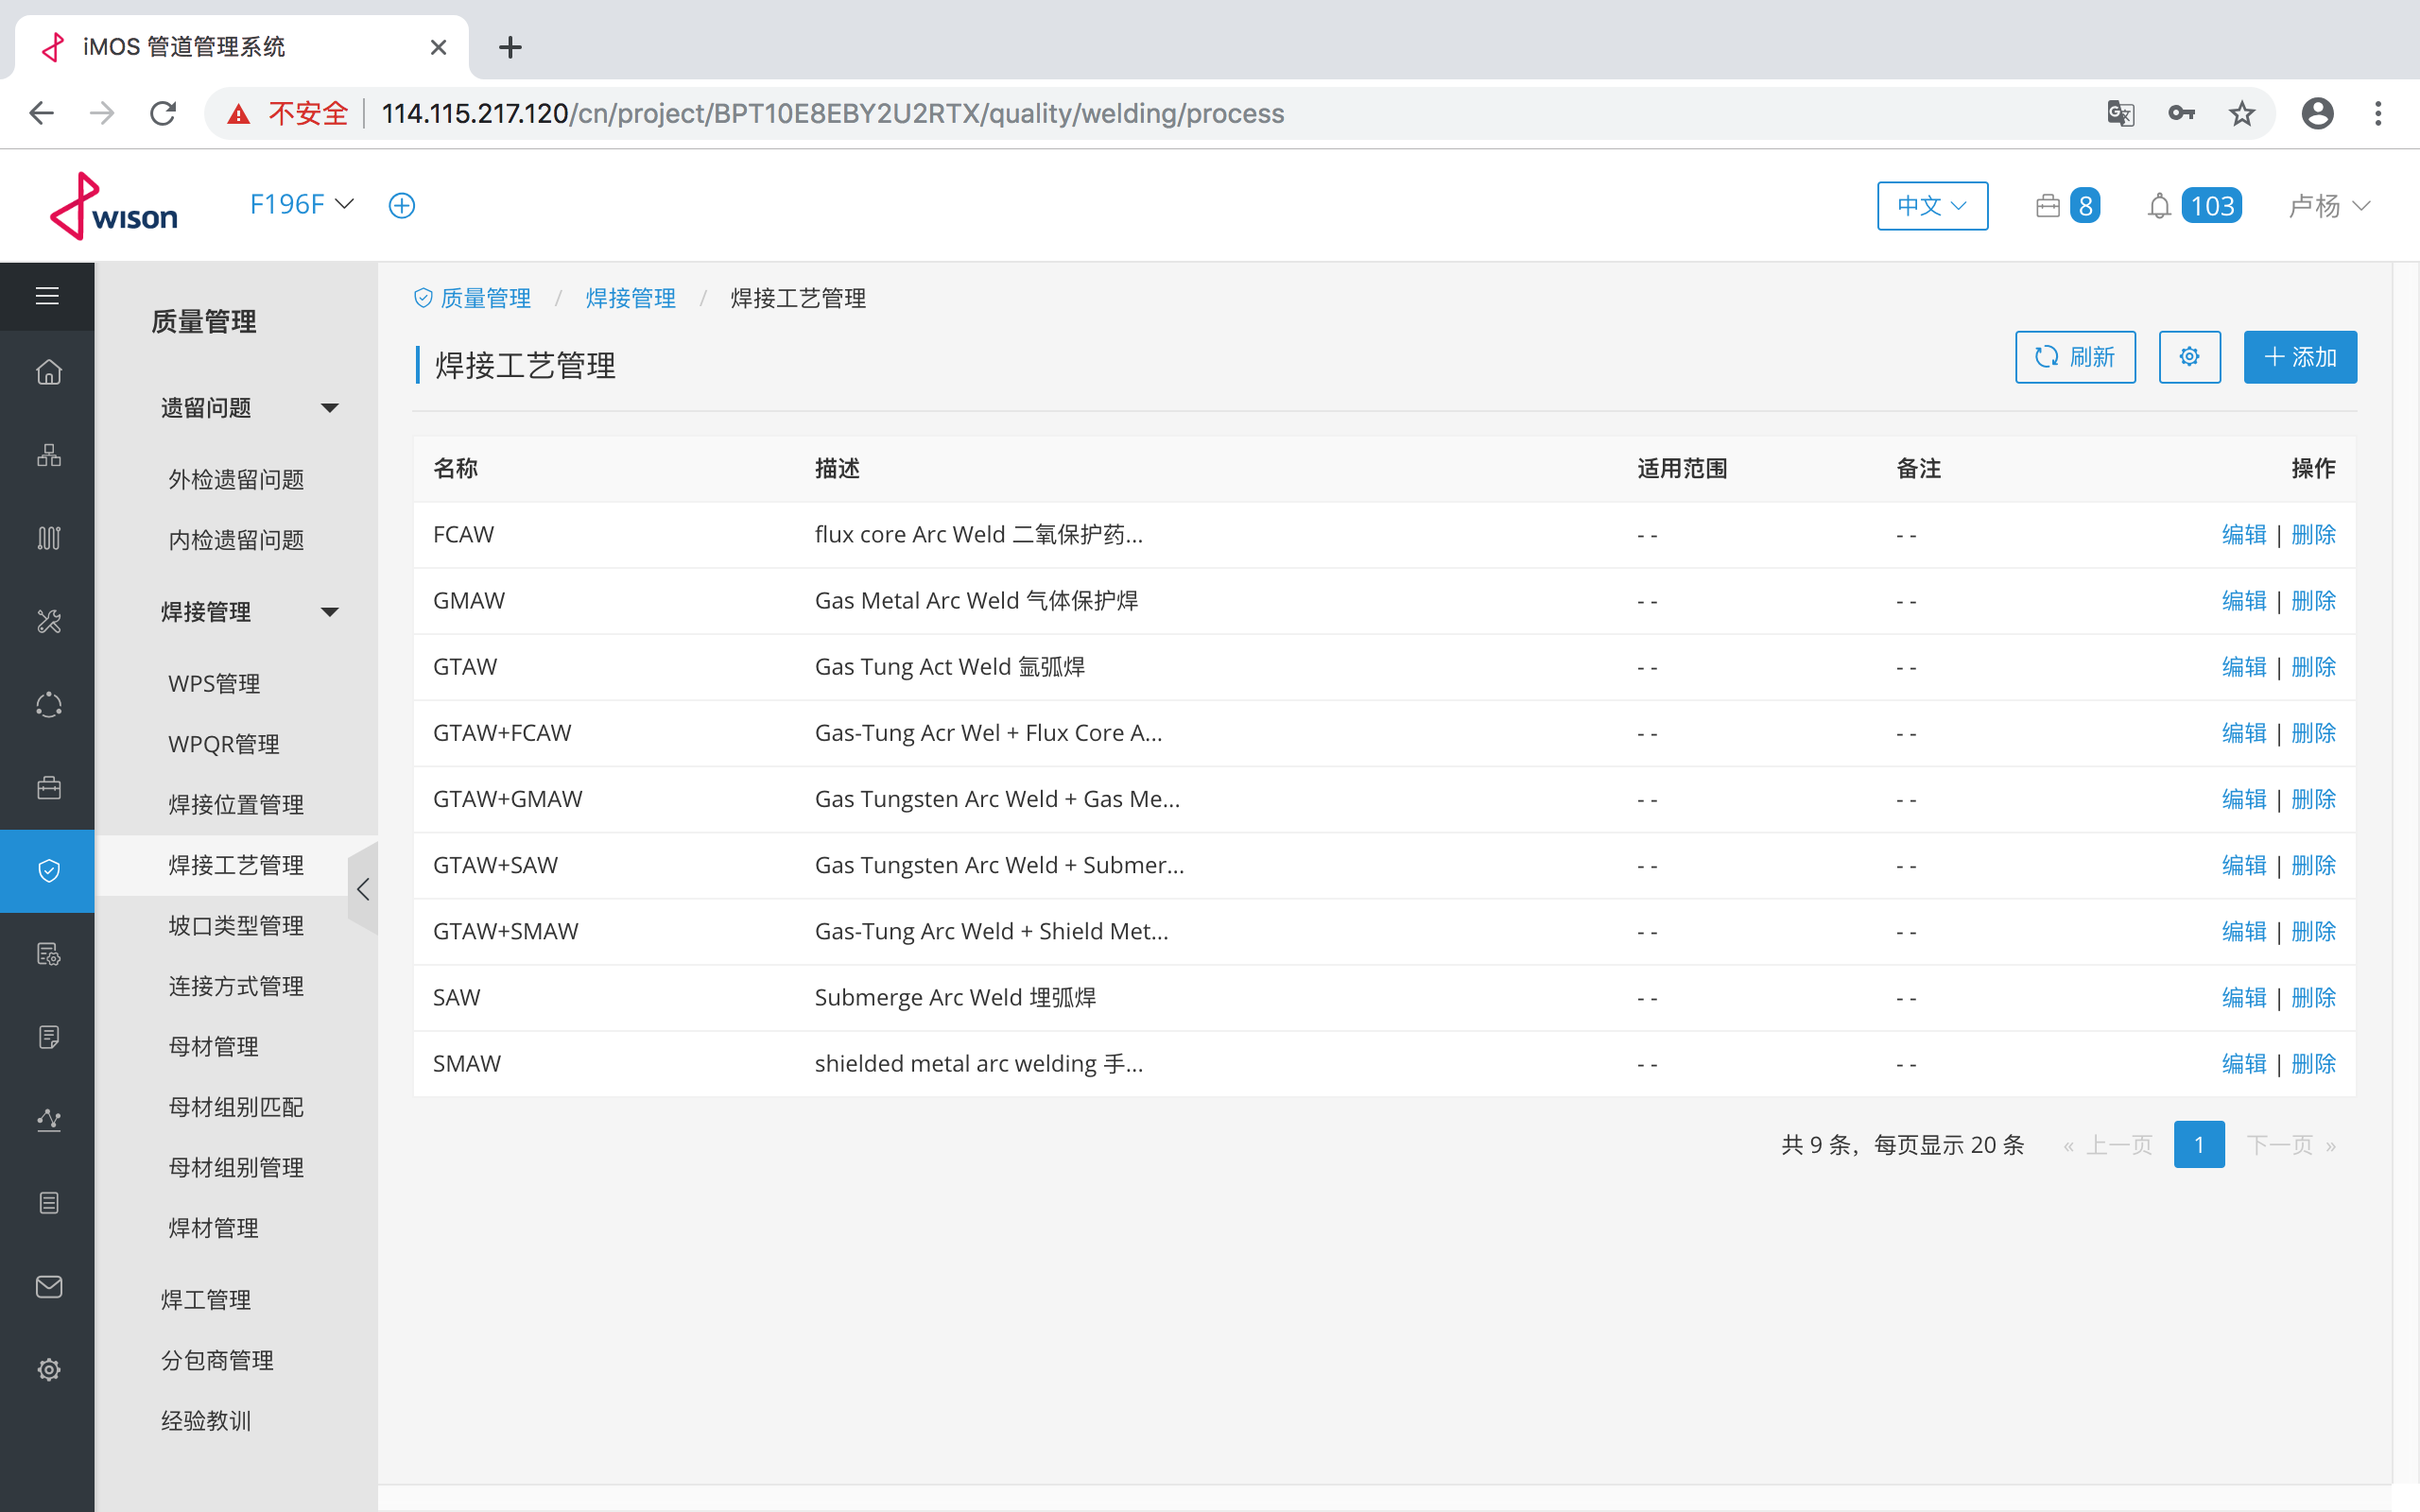 iMOS 管道管理系统
不安全 114.115.217.120/cn/project/BPT10E8EBY2U2RTX/quality/welding/process
wison F196F 中文 8 103 卢杨
质量管理
遗留问题
外检遗留问题
内检遗留问题
焊接管理
WPS管理
WPQR管理
焊接位置管理
焊接工艺管理
坡口类型管理
连接方式管理
母材管理
母材组别匹配
母材组别管理
焊材管理
焊工管理
分包商管理
经验教训
质量管理 / 焊接管理 / 焊接工艺管理
焊接工艺管理 刷新 添加
名称 描述 适用范围 备注 操作
FCAW flux core Arc Weld 二氧保护药... - - - - 编辑 | 删除
GMAW Gas Metal Arc Weld 气体保护焊 - - - - 编辑 | 删除
GTAW Gas Tung Act Weld 氩弧焊 - - - - 编辑 | 删除
GTAW+FCAW Gas-Tung Acr Wel + Flux Core A... - - - - 编辑 | 删除
GTAW+GMAW Gas Tungsten Arc Weld + Gas Me... - - - - 编辑 | 删除
GTAW+SAW Gas Tungsten Arc Weld + Submer... - - - - 编辑 | 删除
GTAW+SMAW Gas-Tung Arc Weld + Shield Met... - - - - 编辑 | 删除
SAW Submerge Arc Weld 埋弧焊 - - - - 编辑 | 删除
SMAW shielded metal arc welding 手... - - - - 编辑 | 删除
共 9 条，每页显示 20 条 « 上一页 1 下一页 »